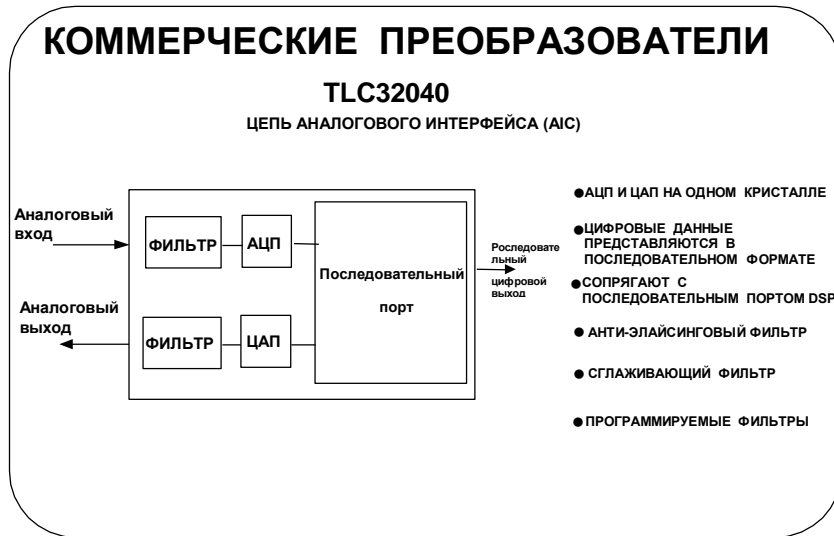 КОММЕРЧЕСКИЕ ПРЕОБРАЗОВАТЕЛИ
TLC32040
ЦЕПЬ АНАЛОГОВОГО ИНТЕРФЕЙСА (AIC)
Аналоговый
вход
Аналоговый
выход
ФИЛЬТР
АЦП
ФИЛЬТР
ЦАП
Последовательный
порт
Роследовате
льный
цифровой
выход
●АЦП И ЦАП НА ОДНОМ КРИСТАЛЛЕ
●ЦИФРОВЫЕ ДАННЫЕ
ПРЕДСТАВЛЯЮТСЯ В
ПОСЛЕДОВАТЕЛЬНОМ ФОРМАТЕ
●СОПРЯГАЮТ С
ПОСЛЕДОВАТЕЛЬНЫМ ПОРТОМ DSP
● АНТИ-ЭЛАЙСИНГОВЫЙ ФИЛЬТР
● СГЛАЖИВАЮЩИЙ ФИЛЬТР
● ПРОГРАММИРУЕМЫЕ ФИЛЬТРЫ